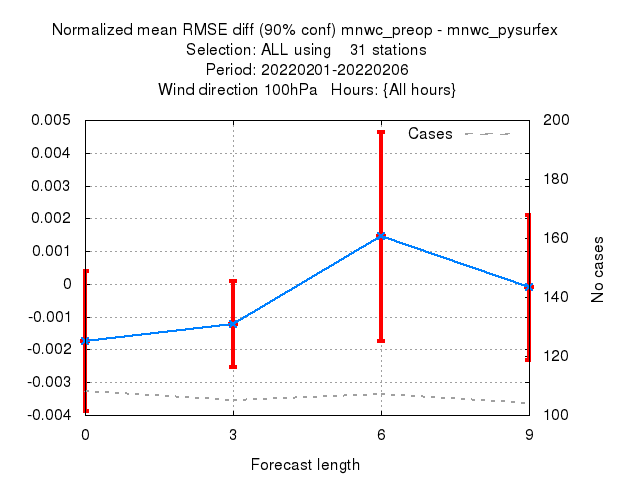 Normalized mean RMSE diff (90% conf) mnwc_preop - mnwc_pysurfex
Selection: ALL using    31 stations
Period: 20220201-20220206
Wind direction 100hPa   Hours: {All hours}
Cases
0.005
0.004
0.003
0.002
0.001
0
-0.001
-0.002
-0.003
-0.004
200
180
160
140
120
100
No cases
0 3 6 9
Forecast length